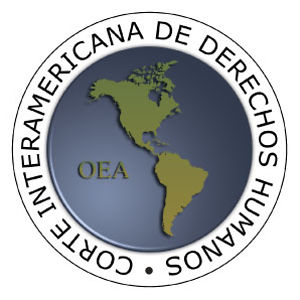 CORTE INTERAMERICANA DE DERECHOS HUMANOS •
OEA